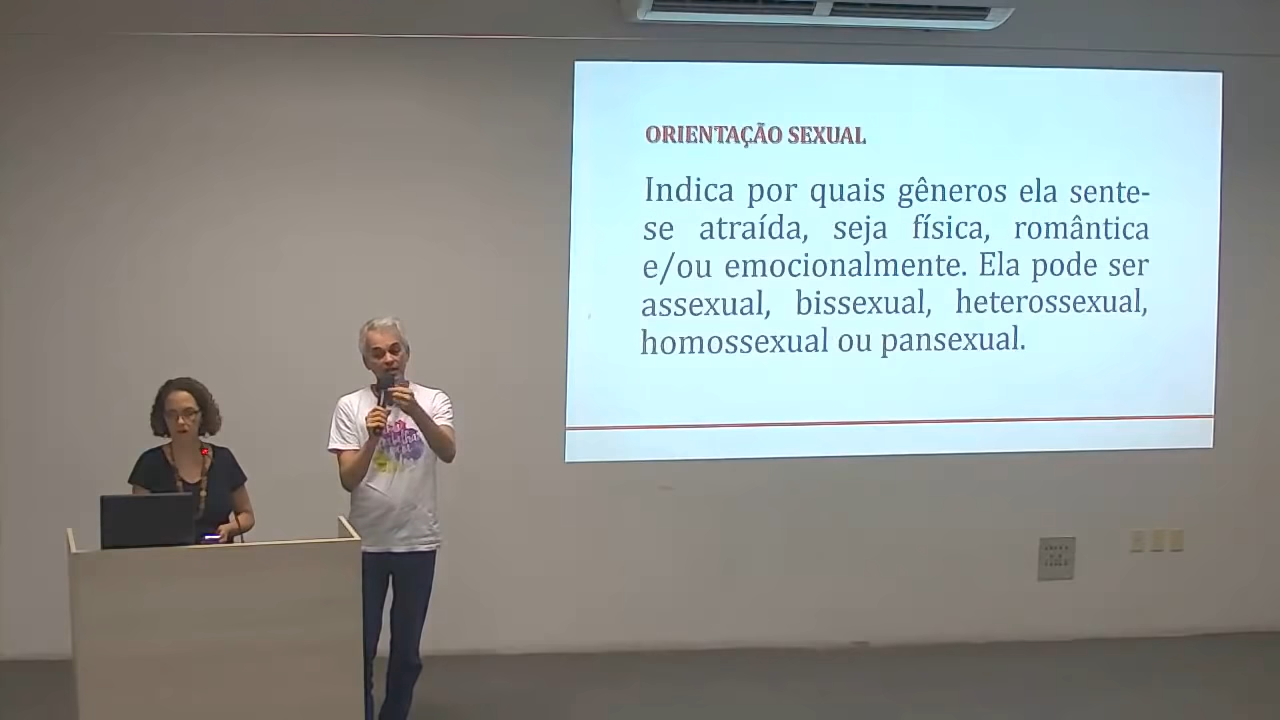 ORIENTAÇÃO SEXUAL
Indica por quais gêneros ela sente-
se atraída, seja física, romântica
e/ou emocionalmente. Ela pode ser
assexual, bissexual, heterossexual,
homossexual ou pansexual.